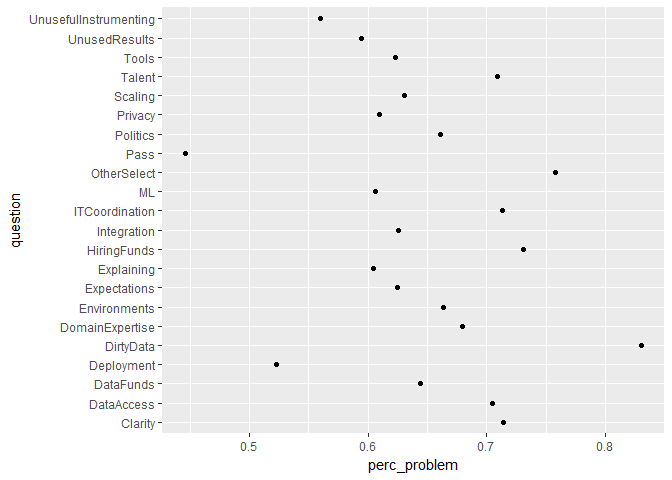 UnusefulInstrumenting
UnusedResults
Tools
Talent
Scaling
Privacy
Politics
Pass
OtherSelect
ML
ITCoordination
Integration
HiringFunds
Explaining
Expectations
Environments
DomainExpertise
DirtyData
Deployment
DataFunds
DataAccess
Clarity
question
0.5 0.6 0.7 0.8
perc_problem